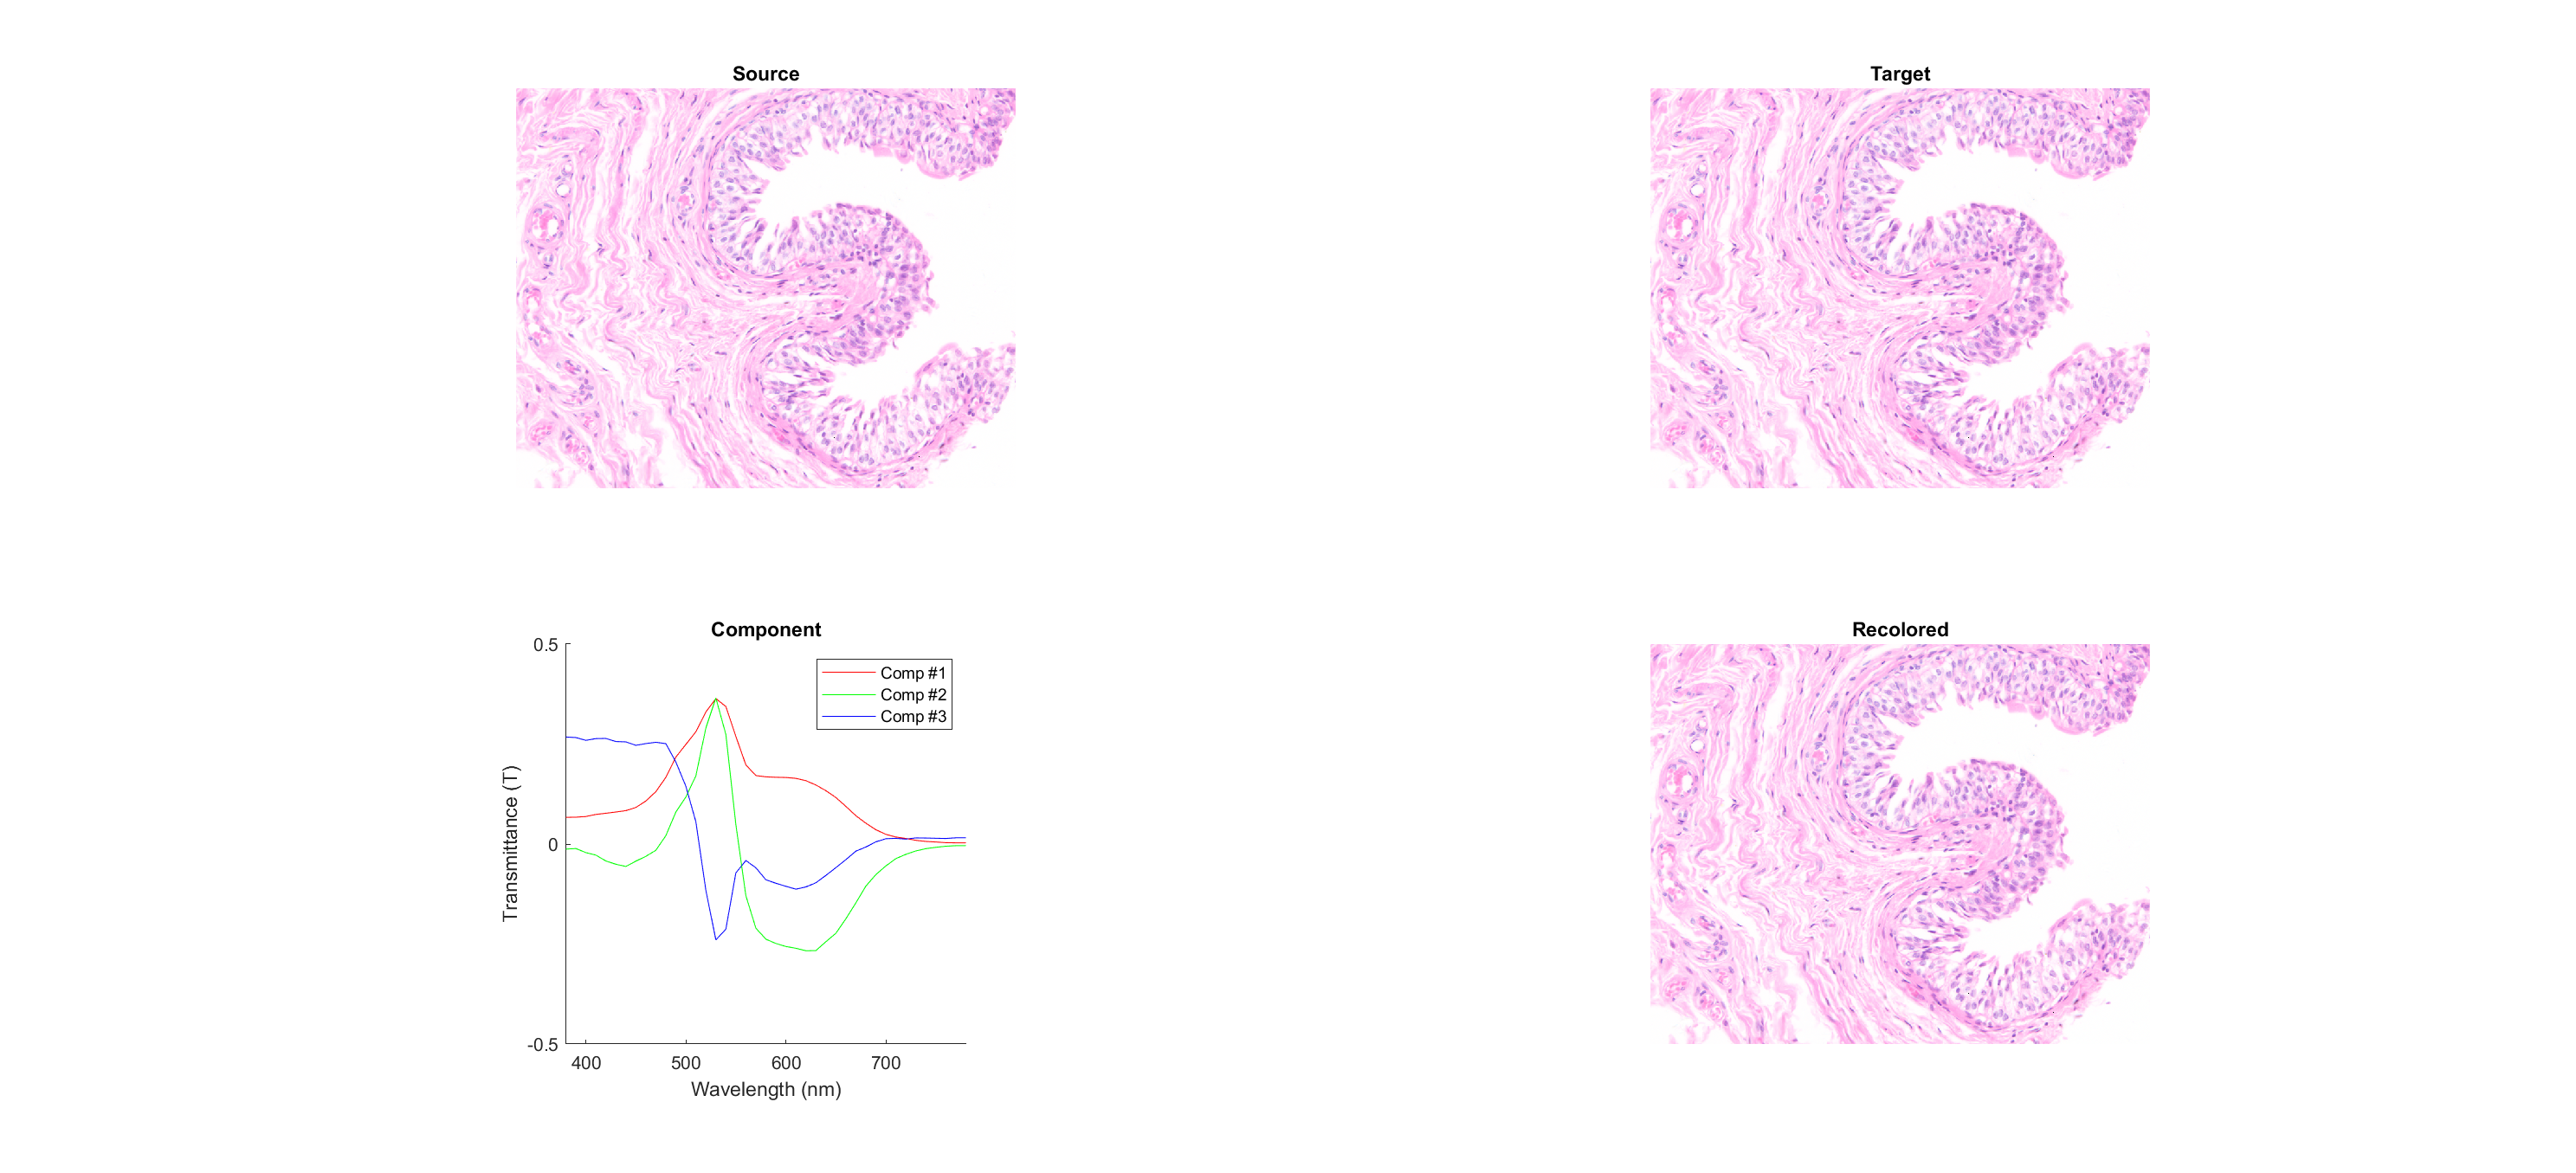 Source
Target
Component
0.5
0
-0.5
Transmittance (T)
400 500 600 700
Wavelength (nm)
Comp #1
Comp #2
Comp #3
Recolored